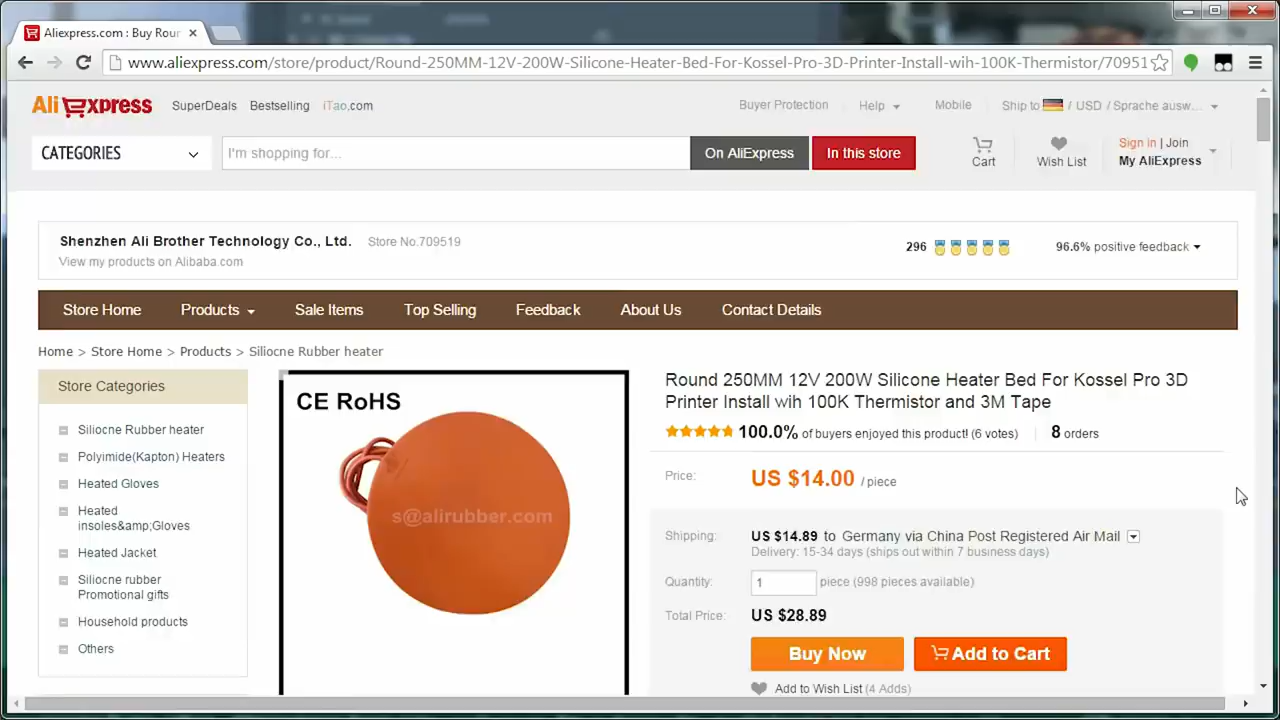 Aliexpress.com : Buy Rour
www.aliexpress.com/store/product/Round-250MM-12V-200W-Silicone-Heater-Bed-For-Kossel-Pro-3D-Printer-Install-wih-100K-Thermistor/70951
AliExpress SuperDeals Bestselling iTao.com Buyer Protection Help Mobile Ship to / USD / Sprache ausw...
CATEGORIES I'm shopping for... On AliExpress In this store Cart Wish List Sign in | Join
My AliExpress
Shenzhen Ali Brother Technology Co., Ltd. Store No.709519 296 96.6% positive feedback
View my products on Alibaba.com
Store Home Products Sale Items Top Selling Feedback About Us Contact Details
Home > Store Home > Products > Siliocne Rubber heater
Store Categories
Siliocne Rubber heater
Polyimide(Kapton) Heaters
Heated Gloves
Heated
insoles&amp;Gloves
Heated Jacket
Siliocne rubber
Promotional gifts
Household products
Others
CE RoHS
s@alirubber.com
Round 250MM 12V 200W Silicone Heater Bed For Kossel Pro 3D
Printer Install wih 100K Thermistor and 3M Tape
100.0% of buyers enjoyed this product! (6 votes) 8 orders
Price: US $14.00 / piece
Shipping: US $14.89 to Germany via China Post Registered Air Mail
Delivery: 15-34 days (ships out within 7 business days)
Quantity: 1 piece (998 pieces available)
Total Price: US $28.89
Buy Now Add to Cart
Add to Wish List (4 Adds)